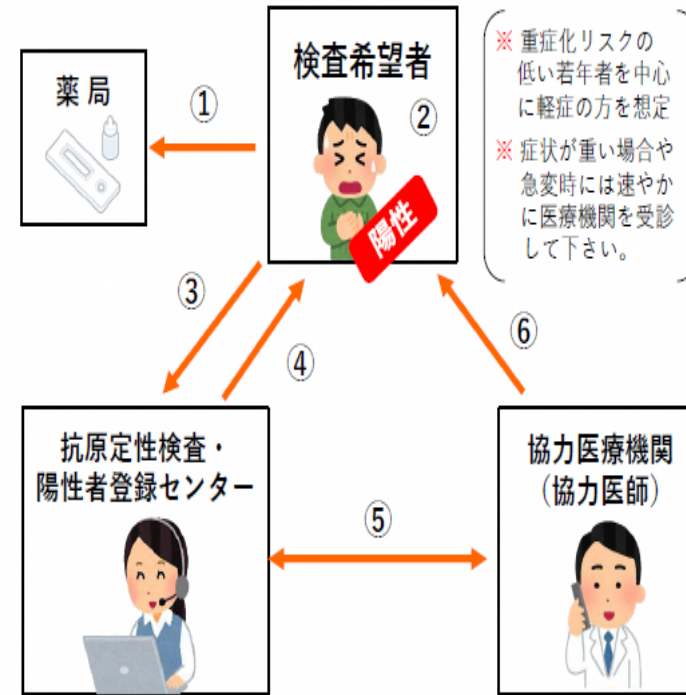 薬局
①
検査希望者
②
陽性
※ 重症化リスクの
低い若年者を中心
に軽症の方を想定
※ 症状が重い場合や
急変時には速やか
に医療機関を受診
して下さい。
③
④
⑥
抗原定性検査・
陽性者登録センター
⑤
協力医療機関
（協力医師）